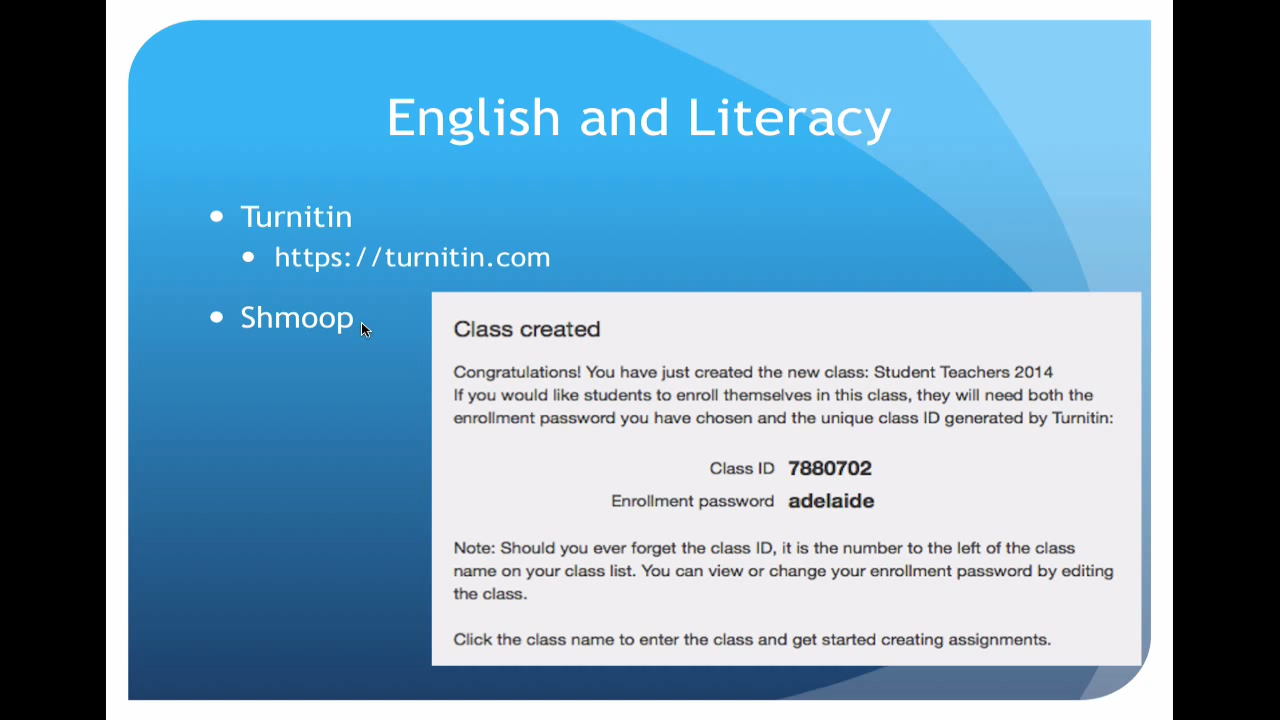 English and Literacy
Turnitin
https://turnitin.com
Shmoop
Class created
Congratulations! You have just created the new class: Student Teachers 2014
If you would like students to enroll themselves in this class, they will need both the
enrollment password you have chosen and the unique class ID generated by Turnitin:
Class ID 7880702
Enrollment password adelaide
Note: Should you ever forget the class ID, it is the number to the left of the class
name on your class list. You can view or change your enrollment password by editing
the class.
Click the class name to enter the class and get started creating assignments.